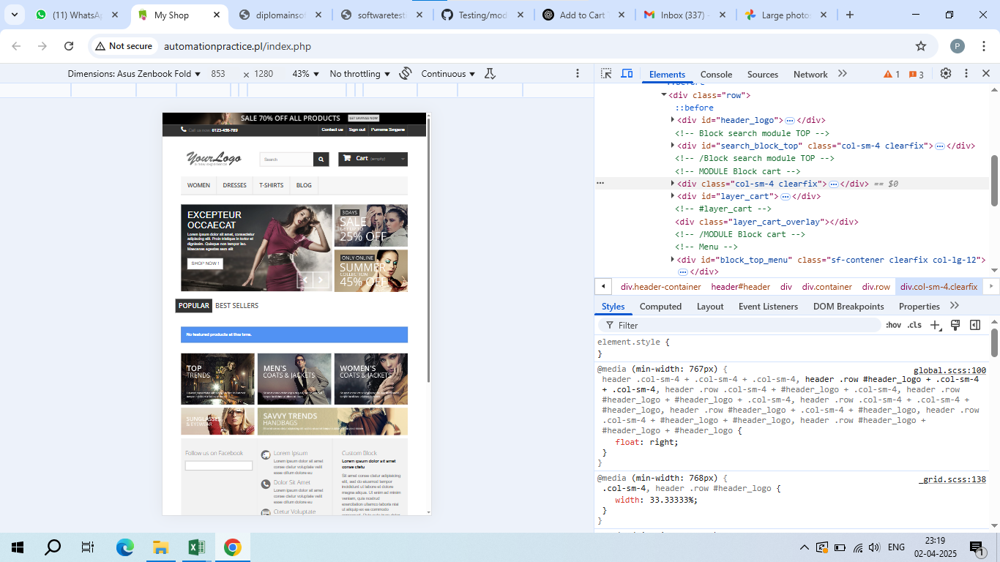 (11) WhatsA
My Shop
diplomainsof
softwaretesti
Testing/mod
Add to Cart T
Inbox (337) -
Large photos
Not secure
automationpractice.pl/index.php
P
Dimensions: Asus Zenbook Fold 853 × 1280 43% No throttling Continuous
SALE 70% OFF ALL PRODUCTS GET SAVINGS NOW
Call us now: 0123-456-789 Contact us Sign out
YourLogo
a new experience
Search
Cart (empty)
WOMEN DRESSES T-SHIRTS BLOG
EXCEPTEUR
OCCAECAT
Lorem ipsum dolor sit amet, consectetur
adipiscing elit. Proin tristique in tortor et
dignissim. Quisque non tempor leo.
Maecenas egestas sem elit
SHOP NOW !
3 DAYS
SALE
25% OFF
ONLY ONLINE
SUMMER
COLLECTION
45% OFF
POPULAR BEST SELLERS
No featured products at this time.
TOP
TRENDS
MEN'S
COATS & JACKETS
WOMEN'S
COATS & JACKETS
SUNGLASSES
& EYEWEAR
SAVVY TRENDS
HANDBAGS
Follow us on Facebook
Lorem Ipsum
Lorem ipsum dolor sit amet
conse ctetur voluptate velit
esse cillum dolore eu
Dolor Sit Amet
Lorem ipsum dolor sit amet
conse ctetur voluptate velit
esse cillum dolore eu
Ctetur Voluptate
Custom Block
Lorem ipsum dolor sit amet
conse ctetu
Sit amet conse ctetur adipisicing
elit, sed do eiusmod tempor
incididunt ut labore et dolore
magna aliqua. Ut enim ad minim
veniam, quis nostrud
exercitation ullamco laboris nisi
ut aliquip ex ea commodo
Elements Console Sources Network 1 3
::before
<div class="row">
::before
<div id="header_logo"> … </div>
<!-- Block search module TOP -->
<div id="search_block_top" class="col-sm-4 clearfix"> … </div>
<!-- /Block search module TOP -->
<!-- MODULE Block cart -->
… <div class="col-sm-4 clearfix"> … </div> == $0
<div id="layer_cart"> … </div>
<!-- #layer_cart -->
<div class="layer_cart_overlay"></div>
<!-- /MODULE Block cart -->
<!-- Menu -->
<div id="block_top_menu" class="sf-contener clearfix col-lg-12">
… </div>
div.header-container header#header div div.container div.row div.col-sm-4.clearfix
Styles Computed Layout Event Listeners DOM Breakpoints Properties
Filter :hov .cls
element.style {
}
@media (min-width: 767px) { global.scss:100
header .col-sm-4 + .col-sm-4 + .col-sm-4, header .row #header_logo + .col-sm-4
+ .col-sm-4, header .row .col-sm-4 + #header_logo + .col-sm-4, header .row
#header_logo + #header_logo + .col-sm-4, header .row .col-sm-4 + .col-sm-4 +
#header_logo, header .row #header_logo + .col-sm-4 + #header_logo, header .row
.col-sm-4 + #header_logo + #header_logo, header .row #header_logo +
#header_logo + #header_logo {
float: right;
}
}
@media (min-width: 768px) { _grid.scss:138
.col-sm-4, header .row #header_logo {
width: 33.33333%;
}
}
ENG
23:19
02-04-2025
1